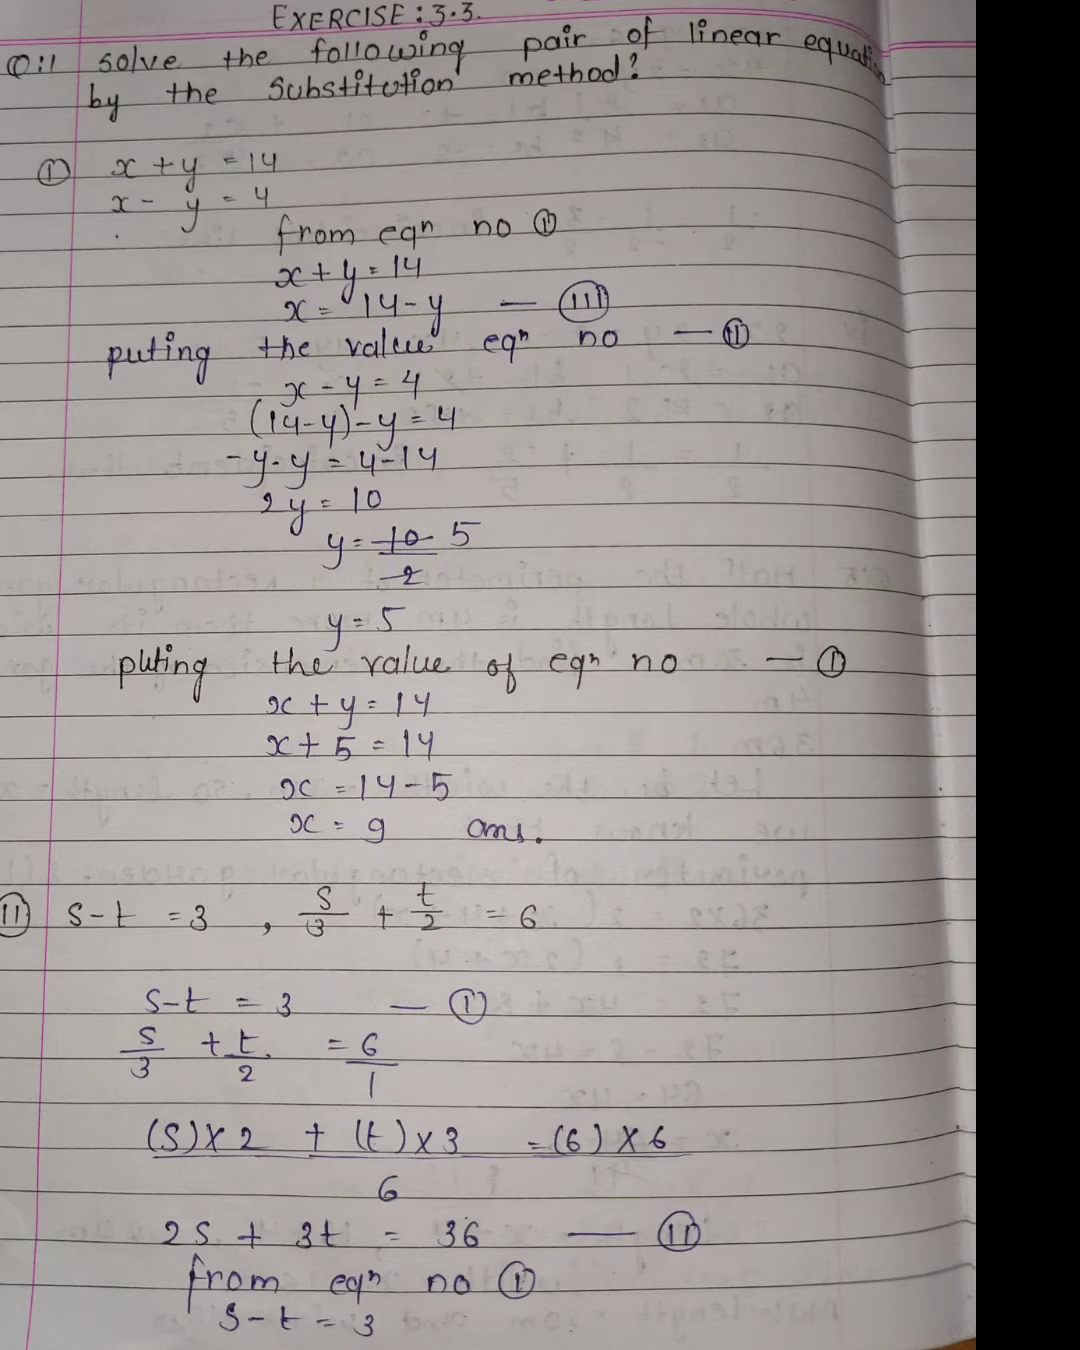 EXERCISE : 3.3.
Q:1 solve the following pair of linear equation
by the Substitution method?
(I) x + y = 14
x - y = 4
from eqn no (I)
x + y = 14
x = 14 - y — (III)
puting the value eqn no — (II)
x - y = 4
(14-y) - y = 4
-y - y = 4 - 14
2y = 10
y = 10/2 5
y = 5
puting the value of eqn no — (I)
x + y = 14
x + 5 = 14
x = 14 - 5
x = 9 ans.
(II) s - t = 3 , s/3 + t/2 = 6
s - t = 3 — (I)
s/3 + t/2 = 6/1
(s) x 2 + (t) x 3 = (6) x 6
6
2s + 3t = 36 — (II)
from eqn no (I)
s - t = 3